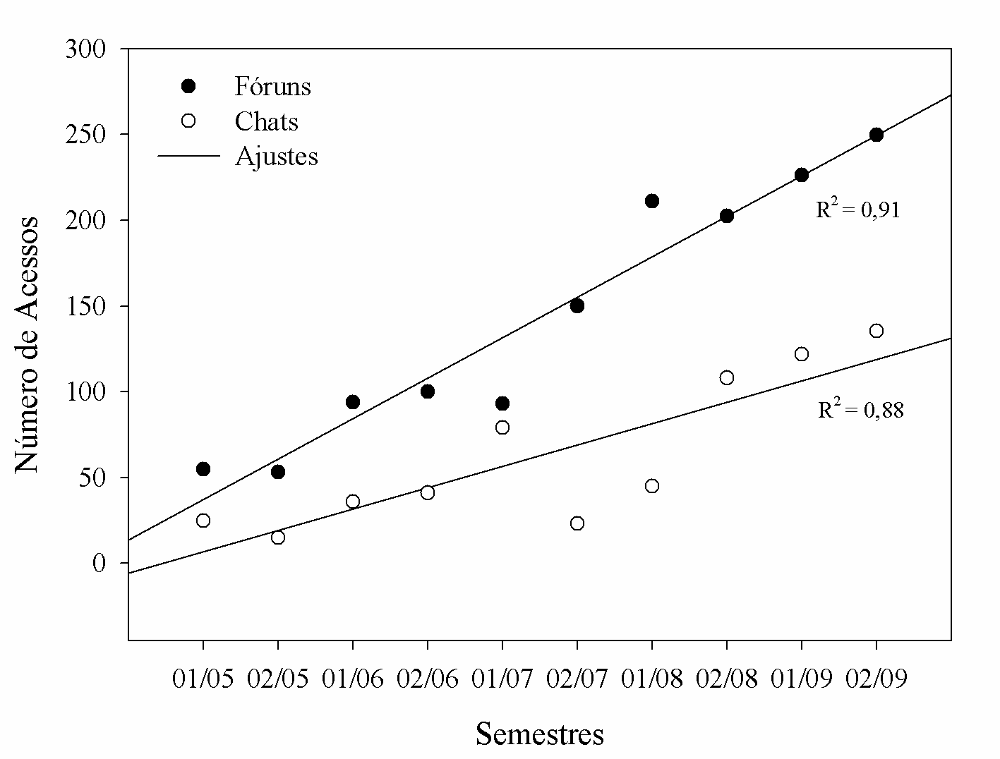 300
250
200
150
100
50
0
Número de Acessos
Fóruns
Chats
Ajustes
R² = 0,91
R² = 0,88
01/05 02/05 01/06 02/06 01/07 02/07 01/08 02/08 01/09 02/09
Semestres